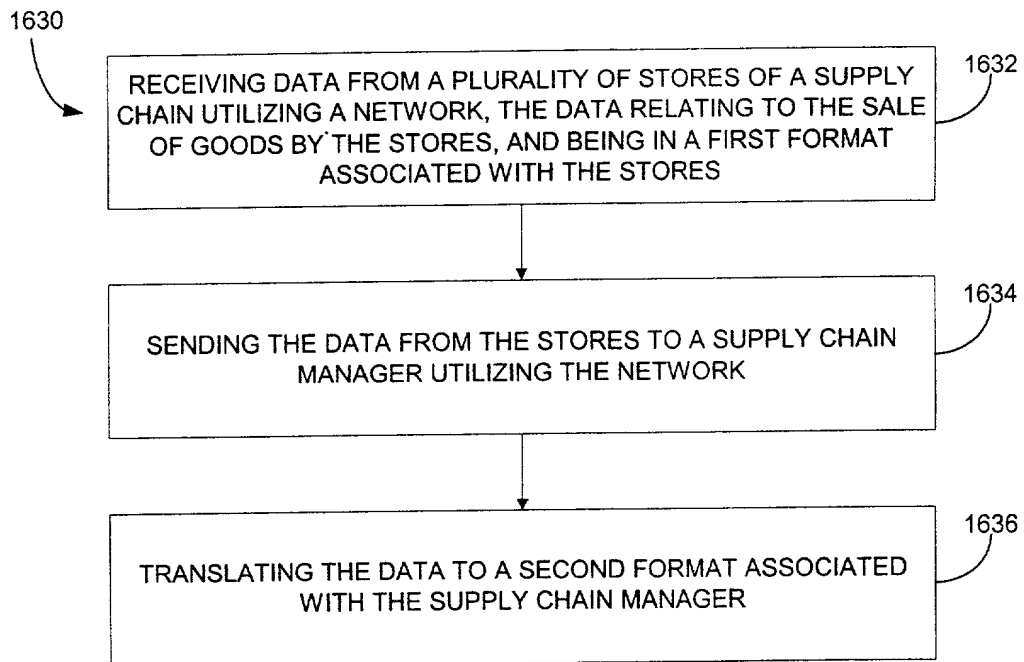 1630
RECEIVING DATA FROM A PLURALITY OF STORES OF A SUPPLY
CHAIN UTILIZING A NETWORK, THE DATA RELATING TO THE SALE
OF GOODS BY THE STORES, AND BEING IN A FIRST FORMAT
ASSOCIATED WITH THE STORES
1632
SENDING THE DATA FROM THE STORES TO A SUPPLY CHAIN
MANAGER UTILIZING THE NETWORK
1634
TRANSLATING THE DATA TO A SECOND FORMAT ASSOCIATED
WITH THE SUPPLY CHAIN MANAGER
1636